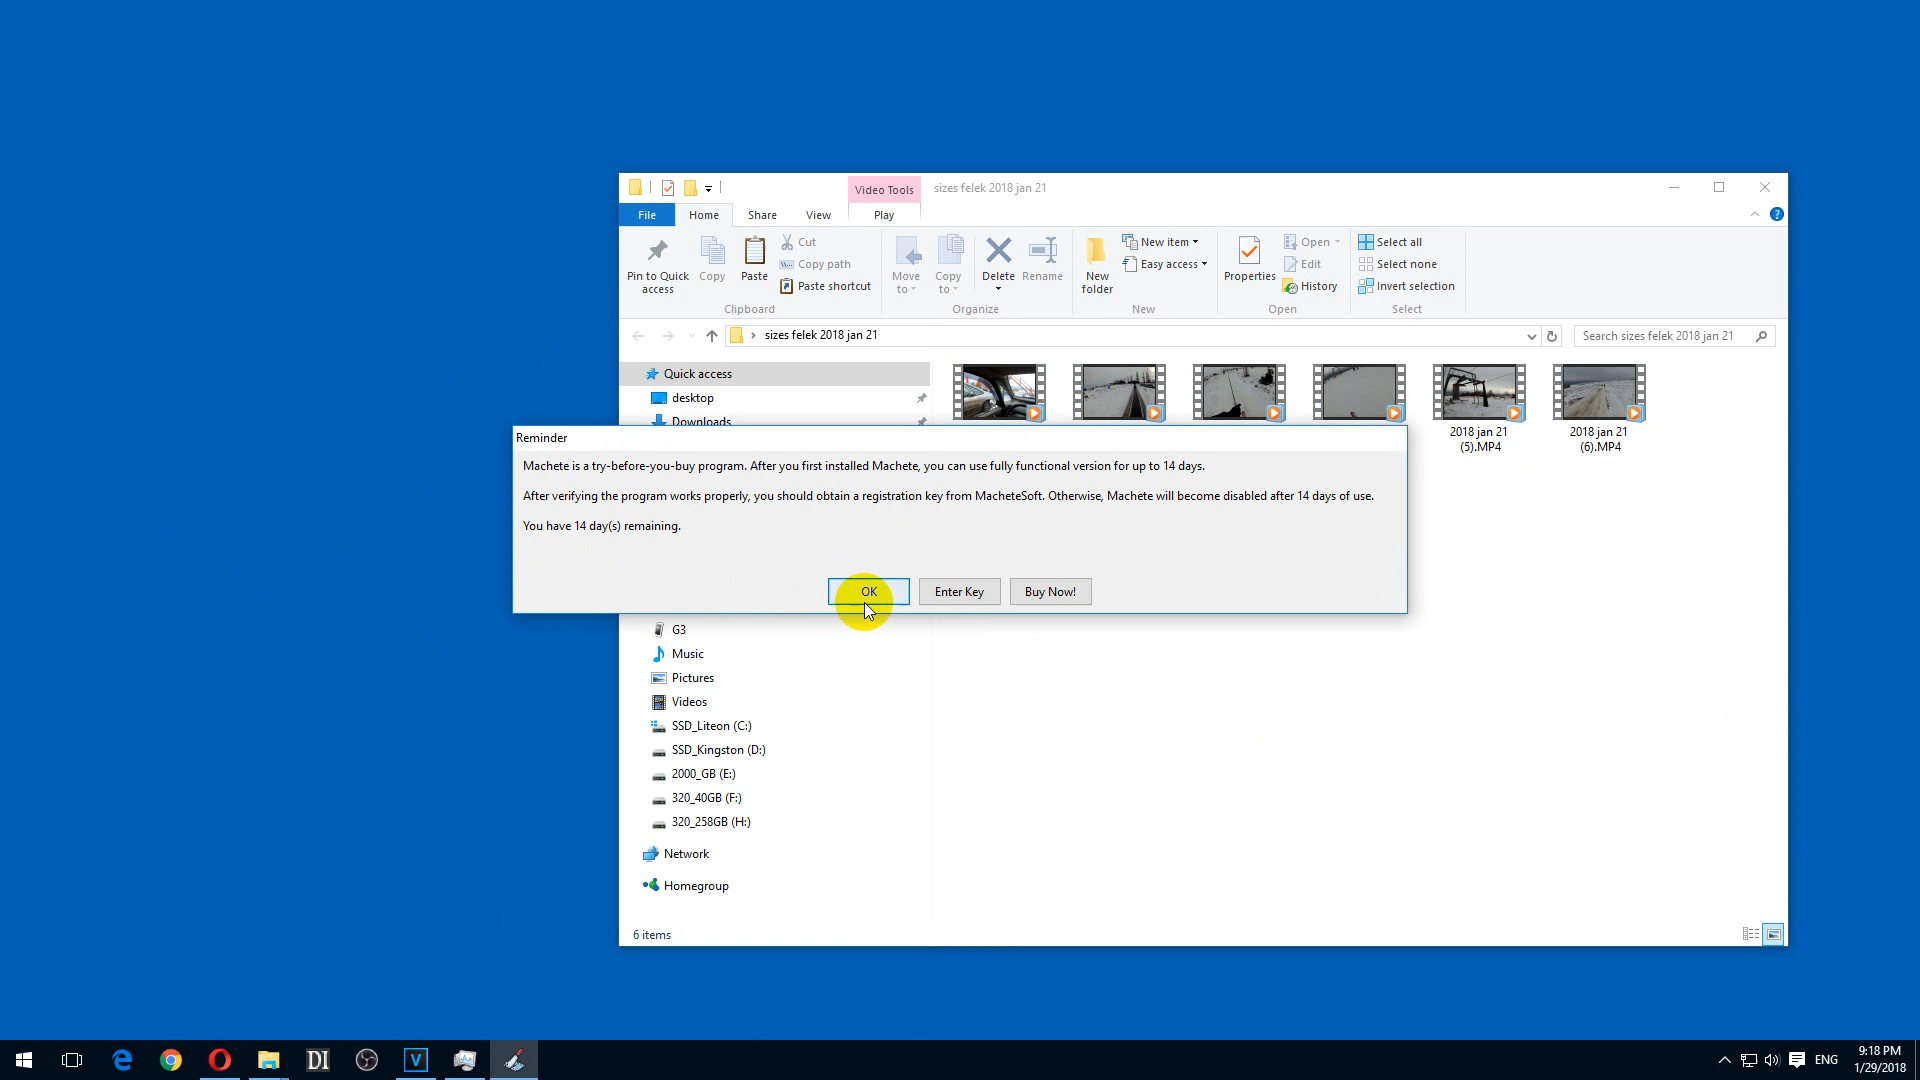 Video Tools
sizes felek 2018 jan 21
File
Home
Share
View
Play
Pin to Quick access
Copy
Paste
Cut
Copy path
Paste shortcut
Clipboard
Move to
Copy to
Delete
Rename
Organize
New folder
New item
Easy access
New
Properties
Open
Edit
History
Open
Select all
Select none
Invert selection
Select
sizes felek 2018 jan 21
Search sizes felek 2018 jan 21
Quick access
desktop
Downloads
2018 jan 21
(5).MP4
2018 jan 21
(6).MP4
Reminder
Machete is a try-before-you-buy program. After you first installed Machete, you can use fully functional version for up to 14 days.
After verifying the program works properly, you should obtain a registration key from MacheteSoft. Otherwise, Machete will become disabled after 14 days of use.
You have 14 day(s) remaining.
OK
Enter Key
Buy Now!
G3
Music
Pictures
Videos
SSD_Liteon (C:)
SSD_Kingston (D:)
2000_GB (E:)
320_40GB (F:)
320_258GB (H:)
Network
Homegroup
6 items
DI
V
ENG
9:18 PM
1/29/2018